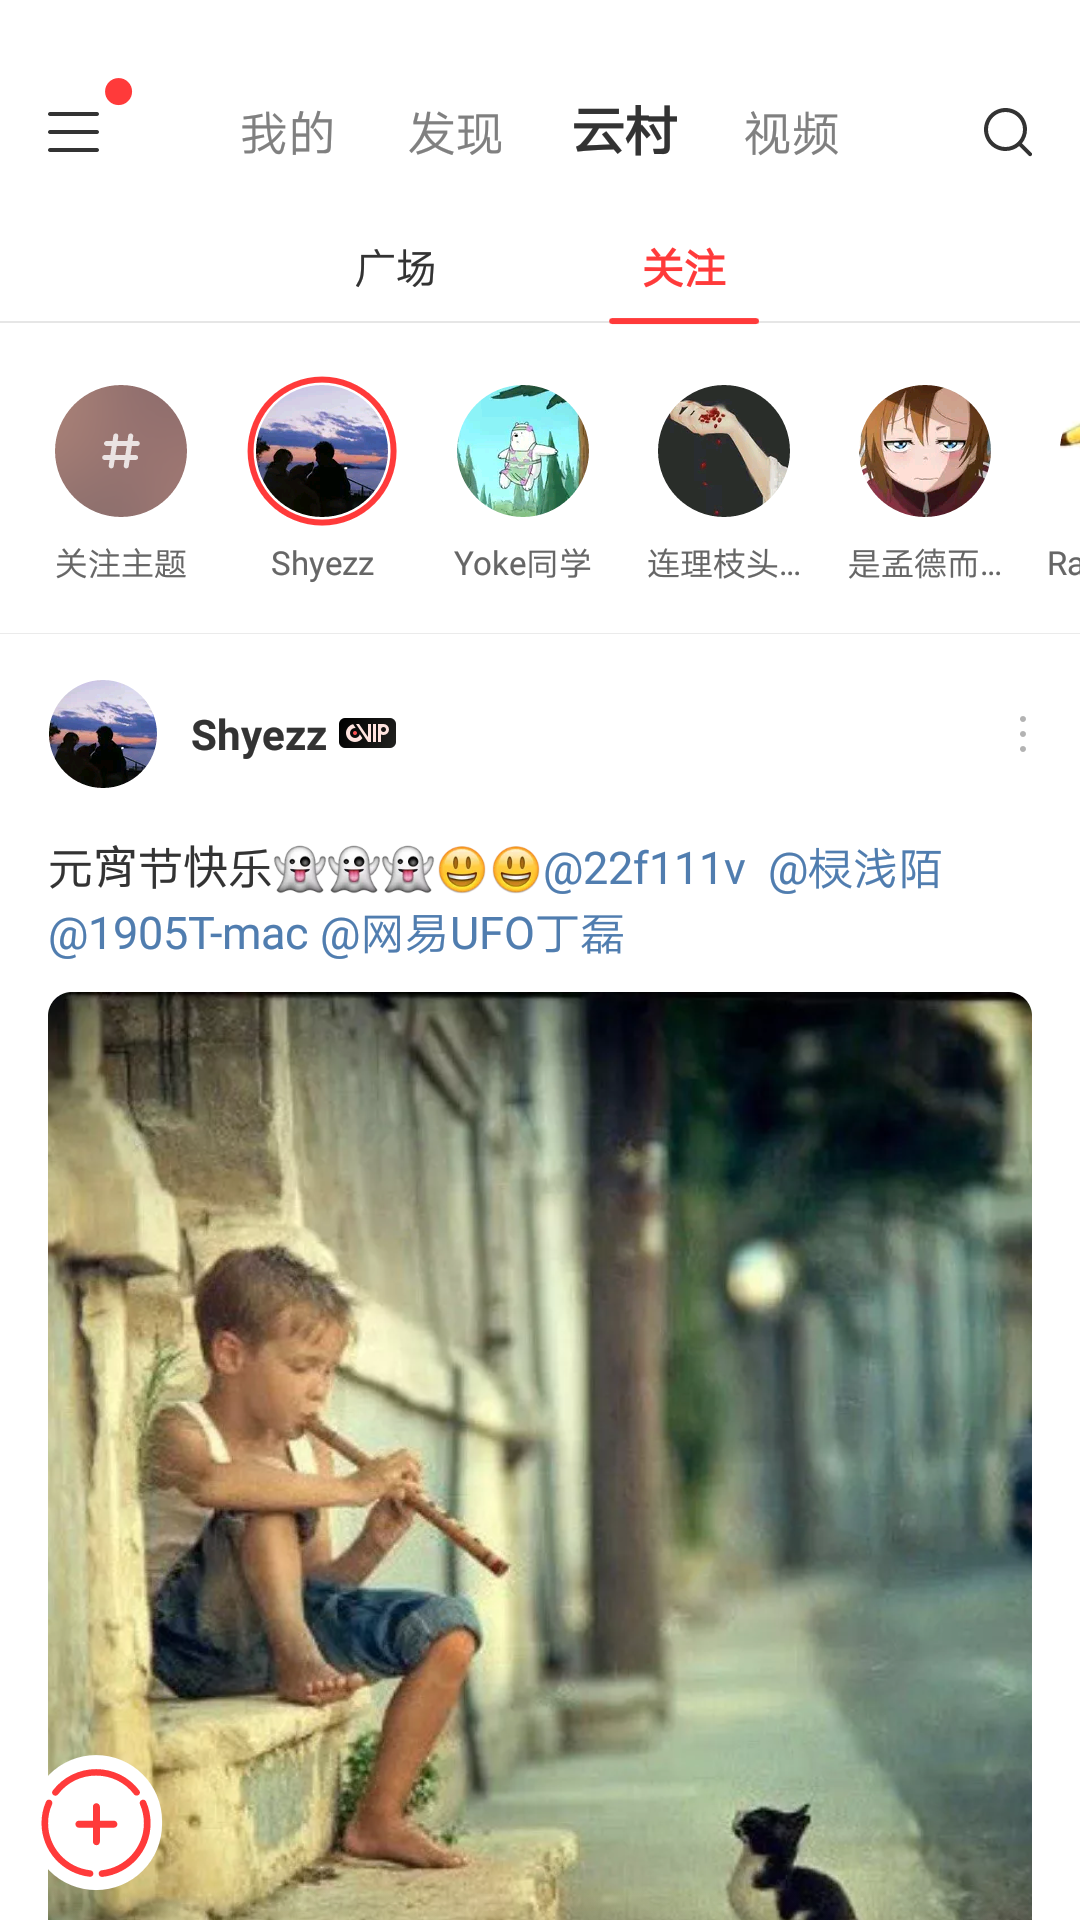 我的 发现 云村 视频
广场 关注
关注主题 Shyezz Yoke同学 连理枝头... 是孟德而... Ra
Shyezz CVIP
元宵节快乐👻👻👻😃😃@22f111v @棂浅陌
@1905T-mac @网易UFO丁磊